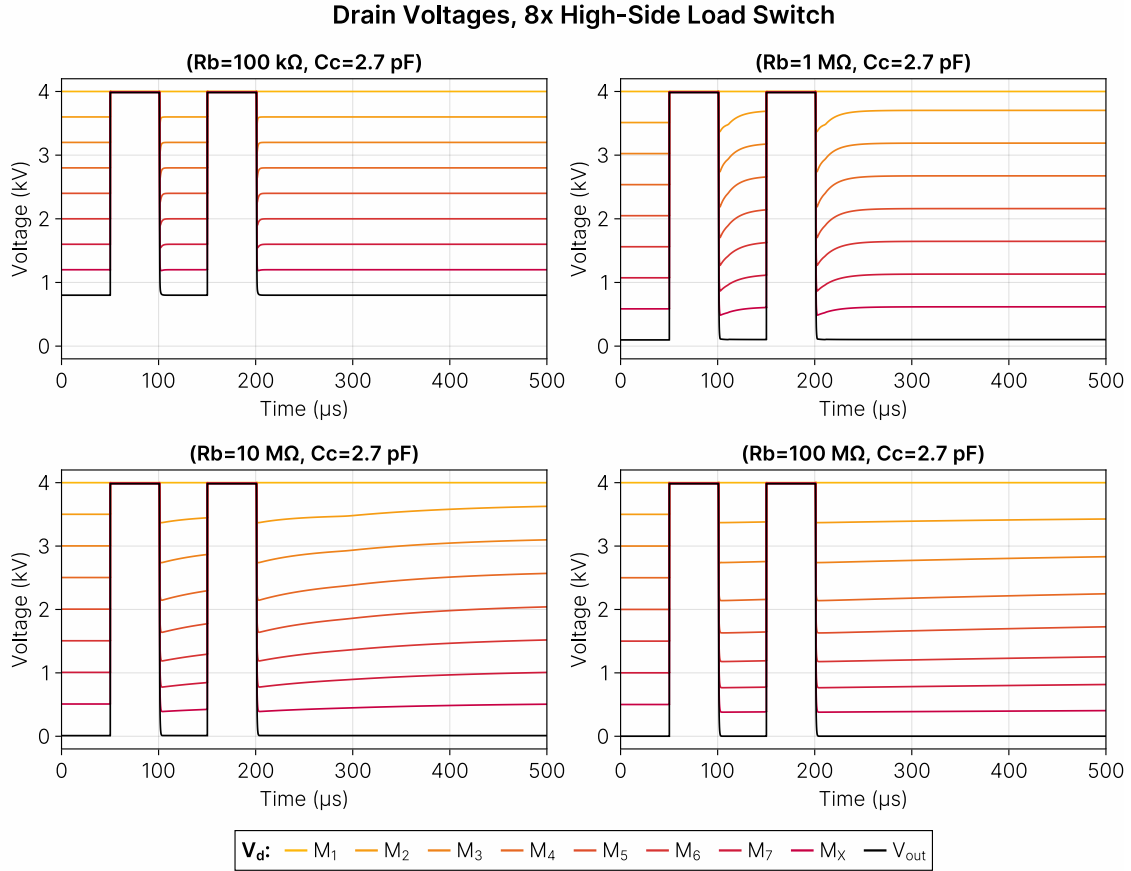 Drain Voltages, 8x High-Side Load Switch
(Rb=100 kΩ, Cc=2.7 pF)
Voltage (kV)
4
3
2
1
0
0 100 200 300 400 500
Time (μs)
(Rb=1 MΩ, Cc=2.7 pF)
Voltage (kV)
4
3
2
1
0
0 100 200 300 400 500
Time (μs)
(Rb=10 MΩ, Cc=2.7 pF)
Voltage (kV)
4
3
2
1
0
0 100 200 300 400 500
Time (μs)
(Rb=100 MΩ, Cc=2.7 pF)
Voltage (kV)
4
3
2
1
0
0 100 200 300 400 500
Time (μs)
V_d: M₁ M₂ M₃ M₄ M₅ M₆ M₇ M_X V_out